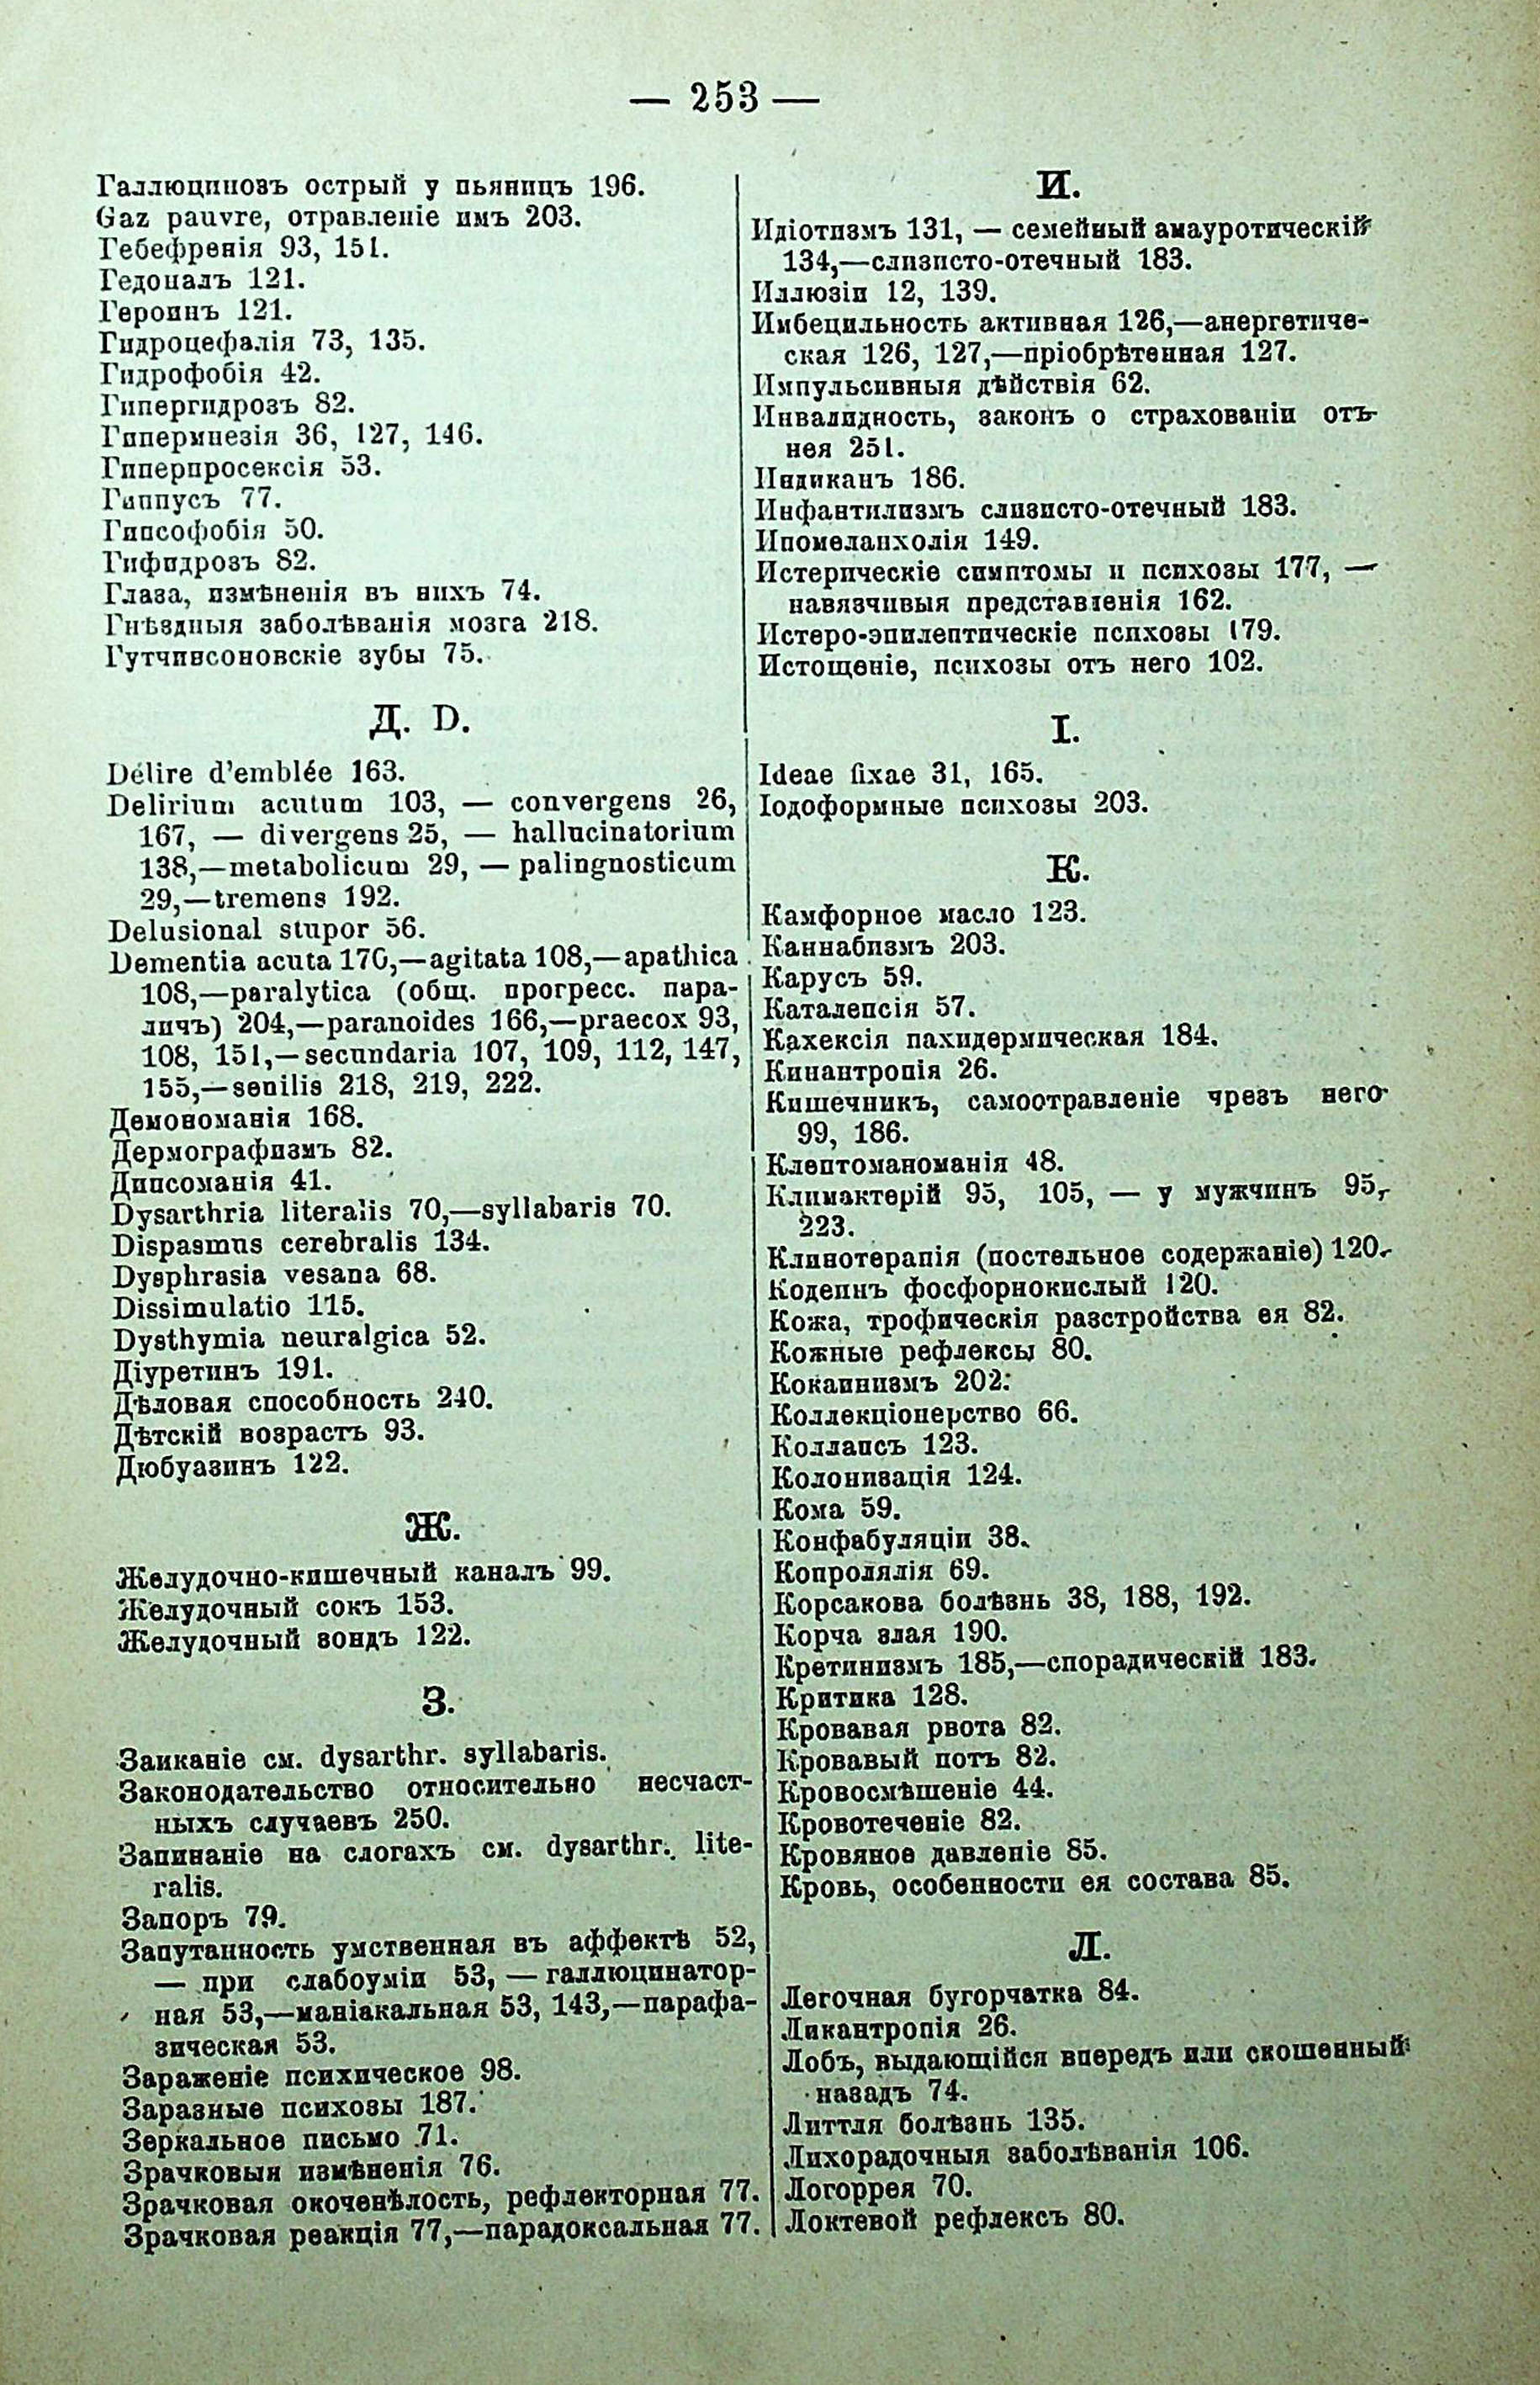 — 253 —
Галлюцинозъ острый у пьяницъ 196.
Gaz pauvre, отравленіе имъ 203.
Гебефренія 93, 151.
Гедоналъ 121.
Героинъ 121.
Гидроцефалія 73, 135.
Гидрофобія 42.
Гипергидрозъ 82.
Гипермнезія 36, 127, 146.
Гиперпросексія 53.
Гиппусъ 77.
Гипсофобія 50.
Гифидрозъ 82.
Глаза, измѣненія въ нихъ 74.
Гнѣздныя заболѣванія мозга 218.
Гутчинсоновскіе зубы 75.
Д. D.
Délire d'emblée 163.
Delirium acutum 103, — convergens 26,
167, — divergens 25, — hallucinatorium
138,—metabolicum 29, — palingnosticum
29,—tremens 192.
Delusional stupor 56.
Dementia acuta 170,—agitata 108,—apathica
108,—paralytica (общ. прогресс. пара-
личъ) 204,—paranoides 166,—praecox 93,
108, 151,—secundaria 107, 109, 112, 147,
155,—senilis 218, 219, 222.
Демономанія 168.
Дермографизмъ 82.
Дипсоманія 41.
Dysarthria literalis 70,—syllabaris 70.
Dispasmus cerebralis 134.
Dysphrasia vesana 68.
Dissimulatio 115.
Dysthymia neuralgica 52.
Діуретинъ 191.
Дѣловая способность 240.
Дѣтскій возрастъ 93.
Дюбуазинъ 122.
Ж.
Желудочно-кишечный каналъ 99.
Желудочный сокъ 153.
Желудочный зондъ 122.
З.
Заиканіе см. dysarthr. syllabaris.
Законодательство относительно несчаст-
ныхъ случаевъ 250.
Запинаніе на слогахъ см. dysarthr. lite-
ralis.
Запоръ 79.
Запутанность умственная въ аффектѣ 52,
— при слабоуміи 53, — галлюцинатор-
ная 53,—маніакальная 53, 143,—парафа-
зическая 53.
Зараженіе психическое 98.
Заразные психозы 187.
Зеркальное письмо 71.
Зрачковыя измѣненія 76.
Зрачковая окоченѣлость, рефлекторная 77.
Зрачковая реакція 77,—парадоксальная 77.
И.
Идіотизмъ 131, — семейный амауротическій
134,—слизисто-отечный 183.
Иллюзіи 12, 139.
Имбецильность активная 126,—анергетиче-
ская 126, 127,—пріобрѣтенная 127.
Импульсивныя дѣйствія 62.
Инвалидность, законъ о страхованіи отъ
нея 251.
Индиканъ 186.
Инфантилизмъ слизисто-отечный 183.
Ипомеланхолія 149.
Истерическіе симптомы и психозы 177, —
навязчивыя представленія 162.
Истеро-эпилептическіе психозы 179.
Истощеніе, психозы отъ него 102.
І.
Ideae fixae 31, 165.
Іодоформные психозы 203.
К.
Камфорное масло 123.
Каннабизмъ 203.
Карусъ 59.
Каталепсія 57.
Кахексія пахидермическая 184.
Кинантропія 26.
Кишечникъ, самоотравленіе чрезъ него
99, 186.
Клептоманоманія 48.
Климактерій 95, 105, — у мужчинъ 95,
223.
Клинотерапія (постельное содержаніе) 120.
Кодеинъ фосфорнокислый 120.
Кожа, трофическія разстройства ея 82.
Кожные рефлексы 80.
Кокаинизмъ 202.
Коллекціонерство 66.
Коллапсъ 123.
Колонизація 124.
Кома 59.
Конфабуляціи 38.
Копролялія 69.
Корсакова болѣзнь 38, 188, 192.
Корча злая 190.
Кретинизмъ 185,—спорадическій 183.
Критика 128.
Кровавая рвота 82.
Кровавый потъ 82.
Кровосмѣшеніе 44.
Кровотеченіе 82.
Кровяное давленіе 85.
Кровь, особенности ея состава 85.
Л.
Легочная бугорчатка 84.
Ликантропія 26.
Лобъ, выдающійся впередъ или скошенный
назадъ 74.
Литтля болѣзнь 135.
Лихорадочныя заболѣванія 106.
Логоррея 70.
Локтевой рефлексъ 80.